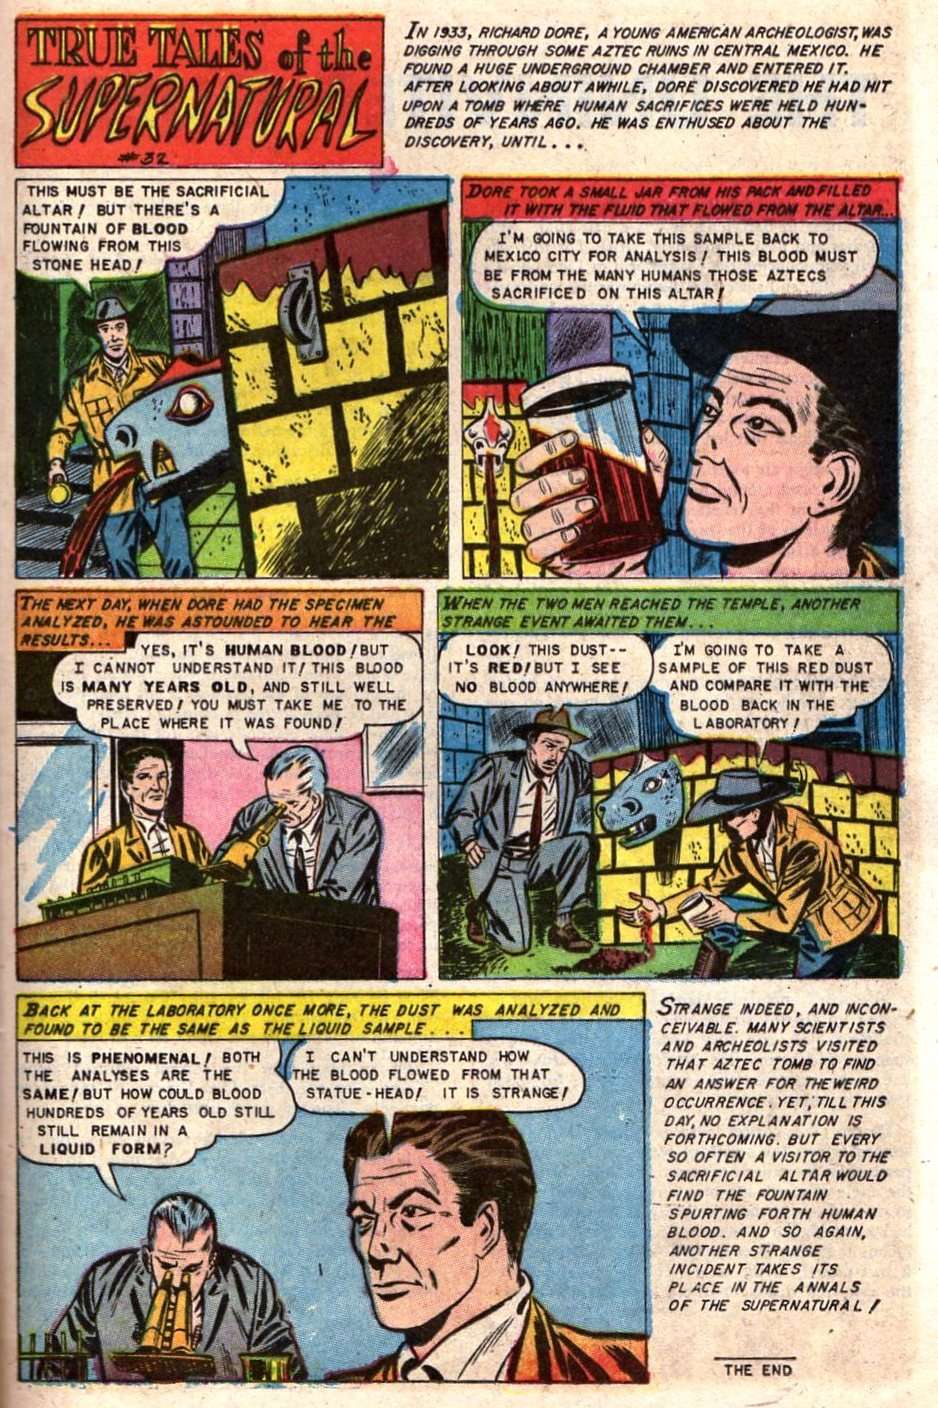 TRUE TALES of the
SUPERNATURAL
#32
IN 1933, RICHARD DORE, A YOUNG AMERICAN ARCHEOLOGIST, WAS
DIGGING THROUGH SOME AZTEC RUINS IN CENTRAL MEXICO. HE
FOUND A HUGE UNDERGROUND CHAMBER AND ENTERED IT.
AFTER LOOKING ABOUT AWHILE, DORE DISCOVERED HE HAD HIT
UPON A TOMB WHERE HUMAN SACRIFICES WERE HELD HUN-
DREDS OF YEARS AGO. HE WAS ENTHUSED ABOUT THE
DISCOVERY, UNTIL...
THIS MUST BE THE SACRIFICIAL
ALTAR! BUT THERE'S A
FOUNTAIN OF BLOOD
FLOWING FROM THIS
STONE HEAD!
DORE TOOK A SMALL JAR FROM HIS PACK AND FILLED
IT WITH THE FLUID THAT FLOWED FROM THE ALTAR...
I'M GOING TO TAKE THIS SAMPLE BACK TO
MEXICO CITY FOR ANALYSIS! THIS BLOOD MUST
BE FROM THE MANY HUMANS THOSE AZTECS
SACRIFICED ON THIS ALTAR!
THE NEXT DAY, WHEN DORE HAD THE SPECIMEN
ANALYZED, HE WAS ASTOUNDED TO HEAR THE
RESULTS...
YES, IT'S HUMAN BLOOD! BUT
I CANNOT UNDERSTAND IT! THIS BLOOD
IS MANY YEARS OLD, AND STILL WELL
PRESERVED! YOU MUST TAKE ME TO THE
PLACE WHERE IT WAS FOUND!
WHEN THE TWO MEN REACHED THE TEMPLE, ANOTHER
STRANGE EVENT AWAITED THEM...
LOOK! THIS DUST--
IT'S RED! BUT I SEE
NO BLOOD ANYWHERE!
I'M GOING TO TAKE A
SAMPLE OF THIS RED DUST
AND COMPARE IT WITH THE
BLOOD BACK IN THE
LABORATORY!
BACK AT THE LABORATORY ONCE MORE, THE DUST WAS ANALYZED AND
FOUND TO BE THE SAME AS THE LIQUID SAMPLE...
THIS IS PHENOMENAL! BOTH
THE ANALYSES ARE THE
SAME! BUT HOW COULD BLOOD
HUNDREDS OF YEARS OLD STILL
STILL REMAIN IN A
LIQUID FORM?
I CAN'T UNDERSTAND HOW
THE BLOOD FLOWED FROM THAT
STATUE-HEAD! IT IS STRANGE!
STRANGE INDEED, AND INCON-
CEIVABLE. MANY SCIENTISTS
AND ARCHEOLISTS VISITED
THAT AZTEC TOMB TO FIND
AN ANSWER FOR THE WEIRD
OCCURRENCE. YET, TILL THIS
DAY, NO EXPLANATION IS
FORTHCOMING. BUT EVERY
SO OFTEN A VISITOR TO THE
SACRIFICIAL ALTAR WOULD
FIND THE FOUNTAIN
SPURTING FORTH HUMAN
BLOOD. AND SO AGAIN,
ANOTHER STRANGE
INCIDENT TAKES ITS
PLACE IN THE ANNALS
OF THE SUPERNATURAL!
THE END